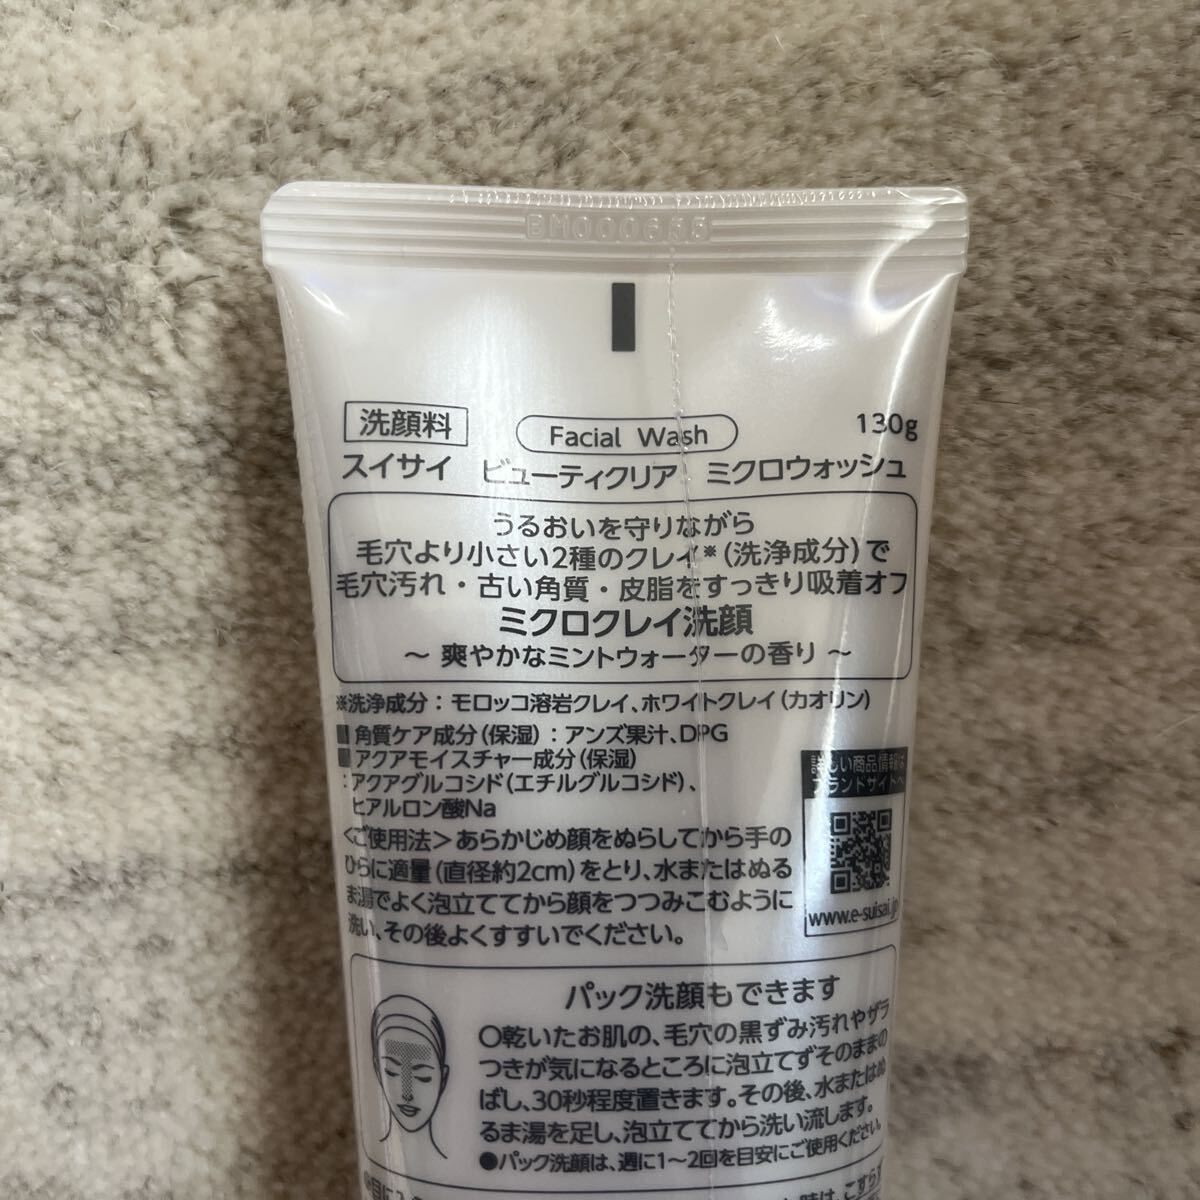 BM000655
洗顔料 Facial Wash 130g
スイサイ ビューティクリア ミクロウォッシュ
うるおいを守りながら
毛穴より小さい2種のクレイ※(洗浄成分)で
毛穴汚れ・古い角質・皮脂をすっきり吸着オフ
ミクロクレイ洗顔
～ 爽やかなミントウォーターの香り ～
※洗浄成分：モロッコ溶岩クレイ、ホワイトクレイ(カオリン)
■角質ケア成分(保湿)：アンズ果汁、DPG
■アクアモイスチャー成分(保湿)
：アクアグルコシド(エチルグルコシド)、
ヒアルロン酸Na
詳しい商品情報は
ブランドサイトへ
www.e-suisai.jp
<ご使用法>あらかじめ顔をぬらしてから手の
ひらに適量(直径約2cm)をとり、水またはぬる
ま湯でよく泡立ててから顔をつつみこむように
洗い、その後よくすすいでください。
パック洗顔もできます
○乾いたお肌の、毛穴の黒ずみ汚れやザラ
つきが気になるところに泡立てずそのままの
ばし、30秒程度置きます。その後、水またはぬ
るま湯を足し、泡立ててから洗い流します。
●パック洗顔は、週に1～2回を目安にご使用ください。